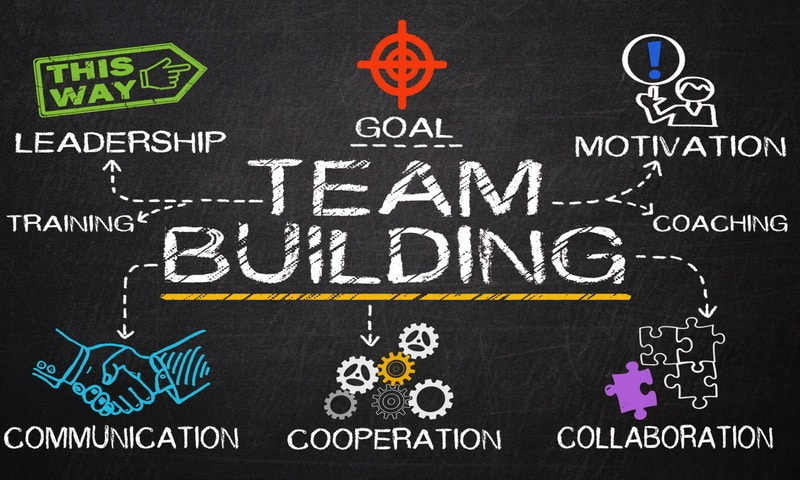 THIS
WAY
LEADERSHIP
GOAL
!
MOTIVATION
TEAM
TRAINING
COACHING
BUILDING
COMMUNICATION
COOPERATION
COLLABORATION